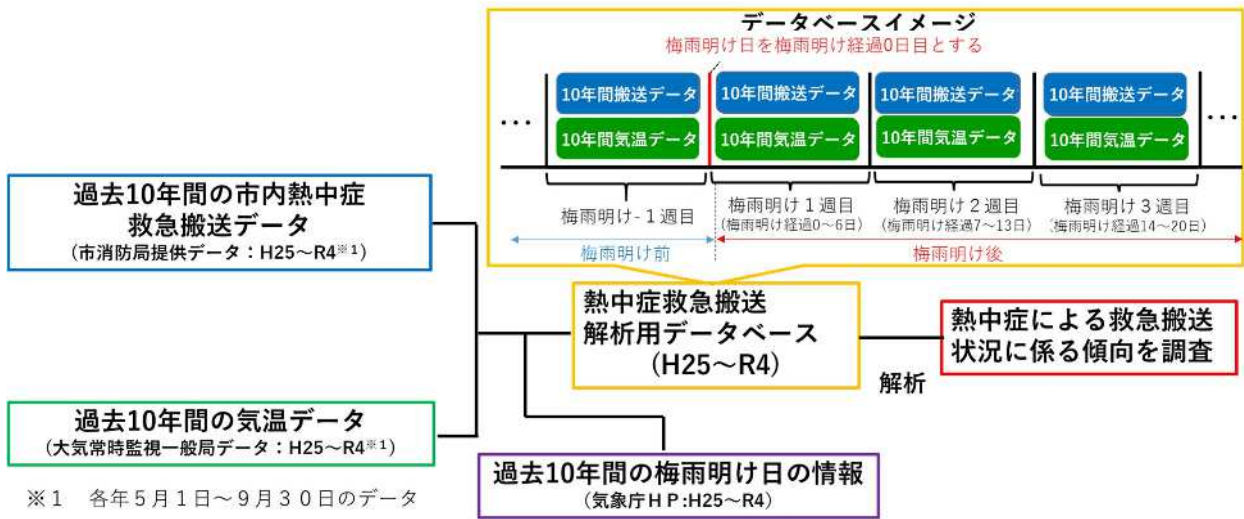 データベースイメージ
梅雨明け日を梅雨明け経過0日目とする
… 10年間搬送データ 10年間搬送データ 10年間搬送データ 10年間搬送データ …
10年間気温データ 10年間気温データ 10年間気温データ 10年間気温データ
梅雨明け-１週目 梅雨明け１週目 梅雨明け２週目 梅雨明け３週目
(梅雨明け経過0～6日) (梅雨明け経過7～13日) (梅雨明け経過14～20日)
梅雨明け前 梅雨明け後
過去10年間の市内熱中症
救急搬送データ
(市消防局提供データ：H25～R4※1)
熱中症救急搬送
解析用データベース
(H25～R4)
解析
熱中症による救急搬送
状況に係る傾向を調査
過去10年間の気温データ
(大気常時監視一般局データ：H25～R4※1)
過去10年間の梅雨明け日の情報
(気象庁ＨＰ:H25～R4)
※１ 各年５月１日～９月３０日のデータ